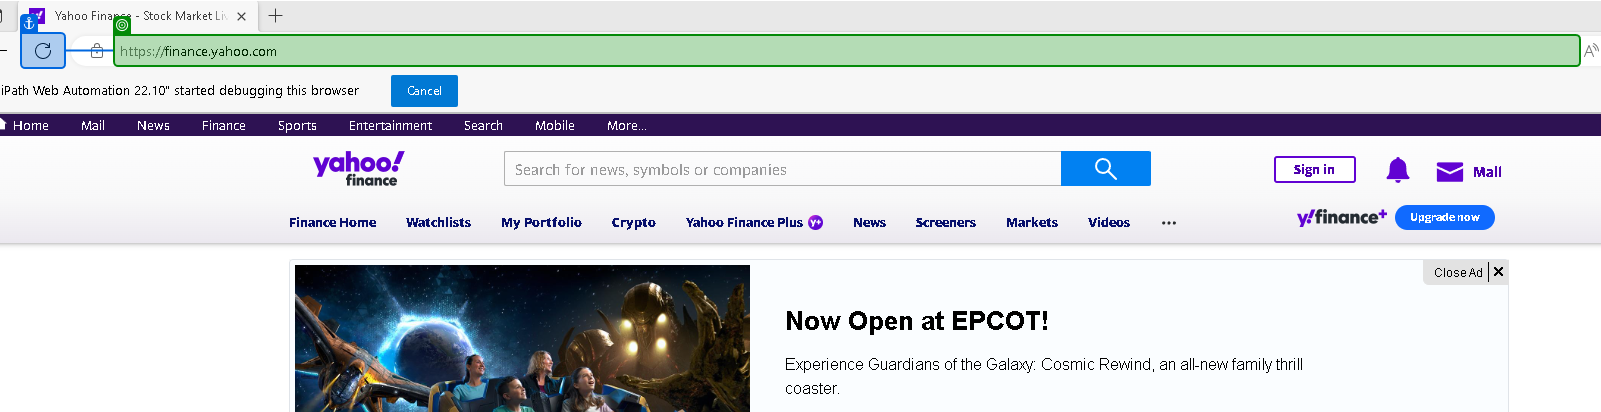 Yahoo Finance - Stock Market Liv
https://finance.yahoo.com
A
iPath Web Automation 22.10" started debugging this browser
Cancel
Home Mail News Finance Sports Entertainment Search Mobile More...
yahoo!
finance
Search for news, symbols or companies
Sign in
Mail
Finance Home Watchlists My Portfolio Crypto Yahoo Finance Plus y+ News Screeners Markets Videos ...
y!finance+ Upgrade now
Close Ad X
Now Open at EPCOT!
Experience Guardians of the Galaxy: Cosmic Rewind, an all-new family thrill
coaster.